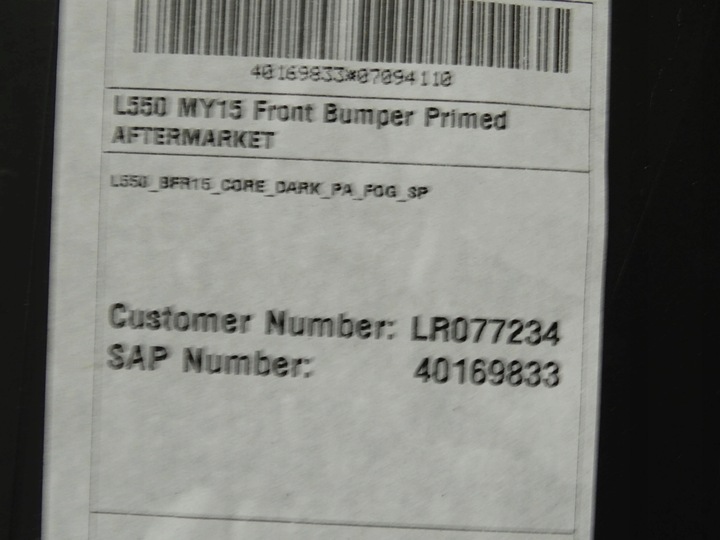 40169833*07094110
L550 MY15 Front Bumper Primed
AFTERMARKET
L550_BFR15_CORE_DARK_PA_FOG_SP
Customer Number: LR077234
SAP Number: 40169833